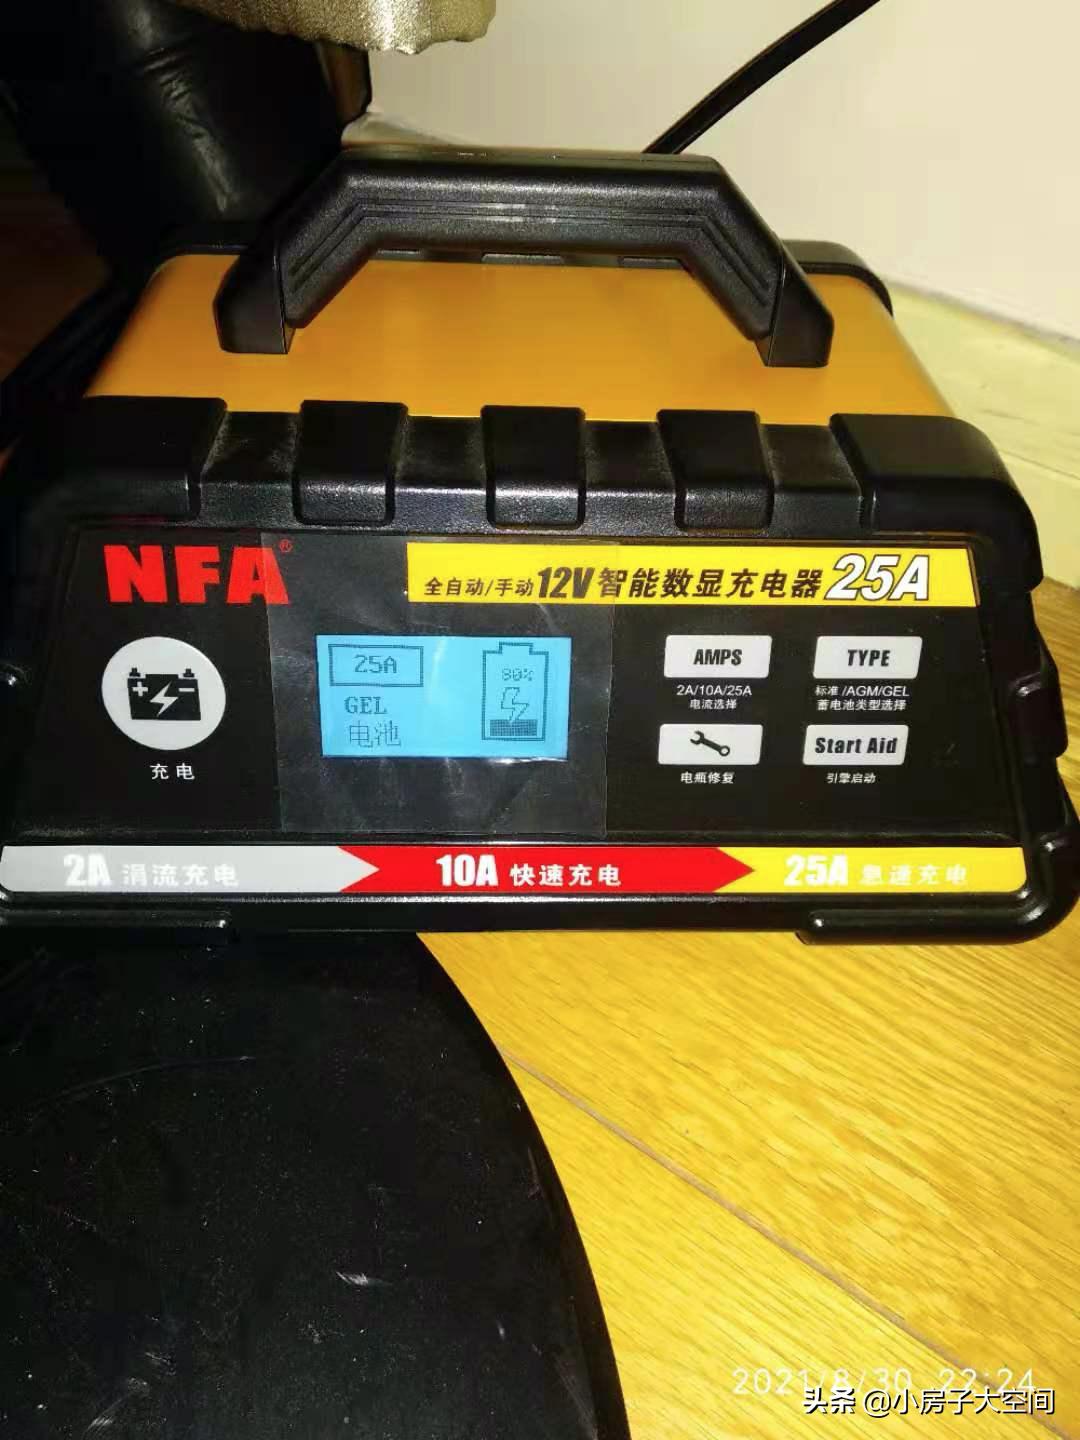 NFA®
全自动/手动12V智能数显充电器25A
25A
80%
GEL
电池
充电
AMPS
2A/10A/25A
电流选择
TYPE
标准/AGM/GEL
蓄电池类型选择
电瓶修复
Start Aid
引擎启动
2A 涓流充电
10A 快速充电
25A 急速充电
2021/8/30 22:24
头条 @小房子大空间